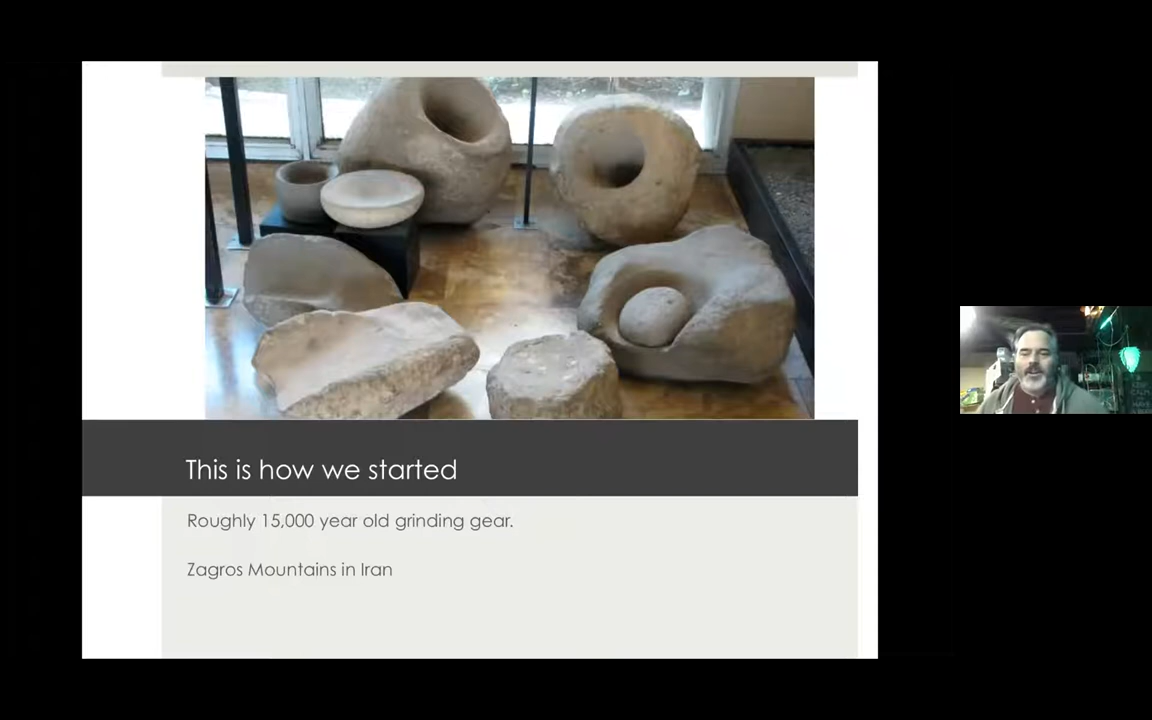 This is how we started
Roughly 15,000 year old grinding gear.
Zagros Mountains in Iran